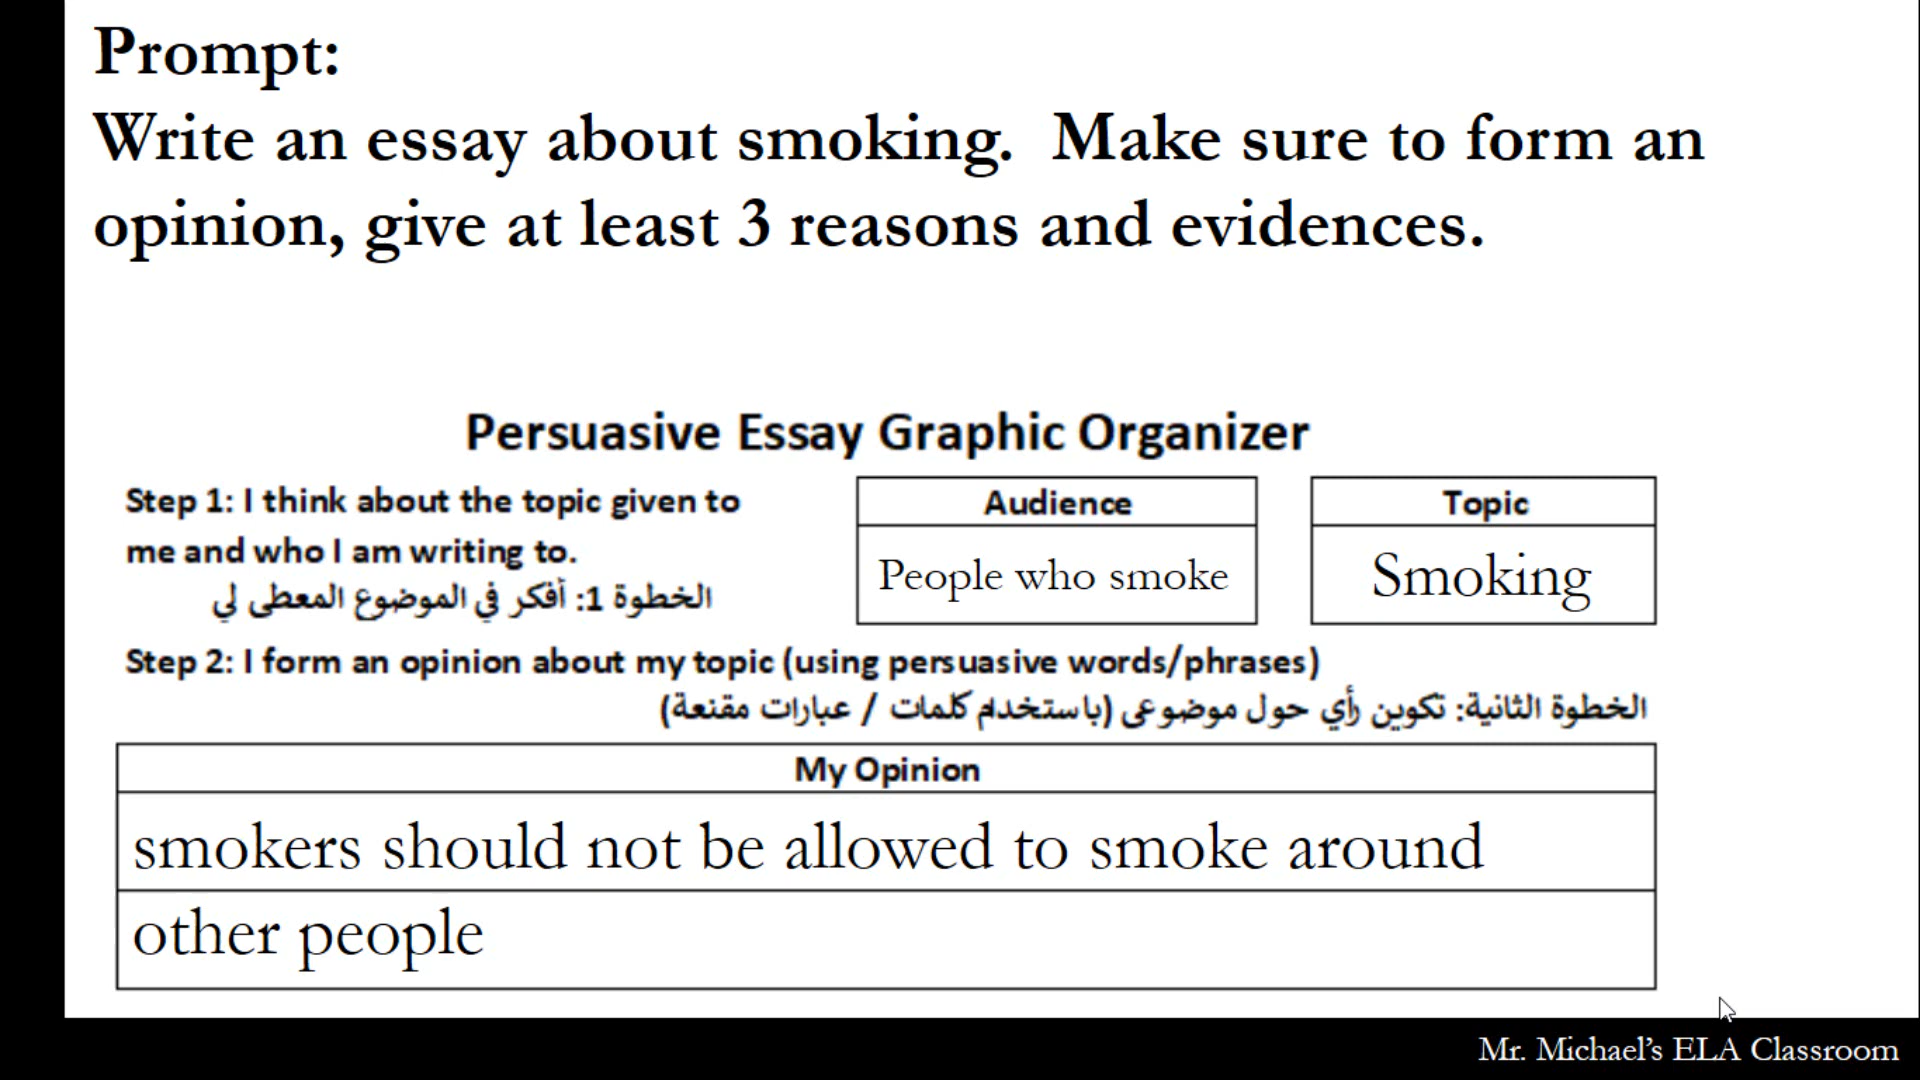 Prompt:
Write an essay about smoking.  Make sure to form an
opinion, give at least 3 reasons and evidences.
Persuasive Essay Graphic Organizer
Step 1: I think about the topic given to
me and who I am writing to.
الخطوة 1: أفكر في الموضوع المعطى لي
Audience
People who smoke
Topic
Smoking
Step 2: I form an opinion about my topic (using persuasive words/phrases)
الخطوة الثانية: تكوين رأي حول موضوعى (باستخدام كلمات / عبارات مقنعة)
My Opinion
smokers should not be allowed to smoke around
other people
Mr. Michael’s ELA Classroom